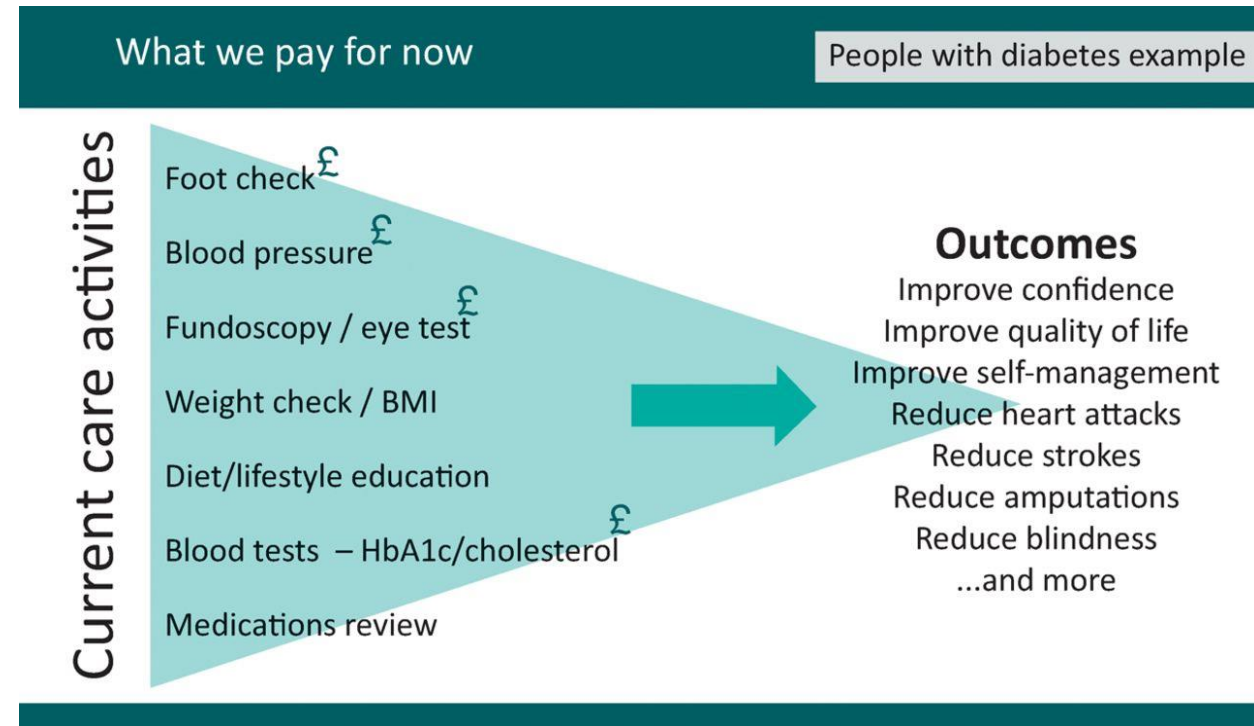 What we pay for now
People with diabetes example
Current care activities
Foot check£
Blood pressure£
Fundoscopy / eye test£
Weight check / BMI
Diet/lifestyle education
Blood tests – HbA1c/cholesterol£
Medications review
Outcomes
Improve confidence
Improve quality of life
Improve self-management
Reduce heart attacks
Reduce strokes
Reduce amputations
Reduce blindness
...and more